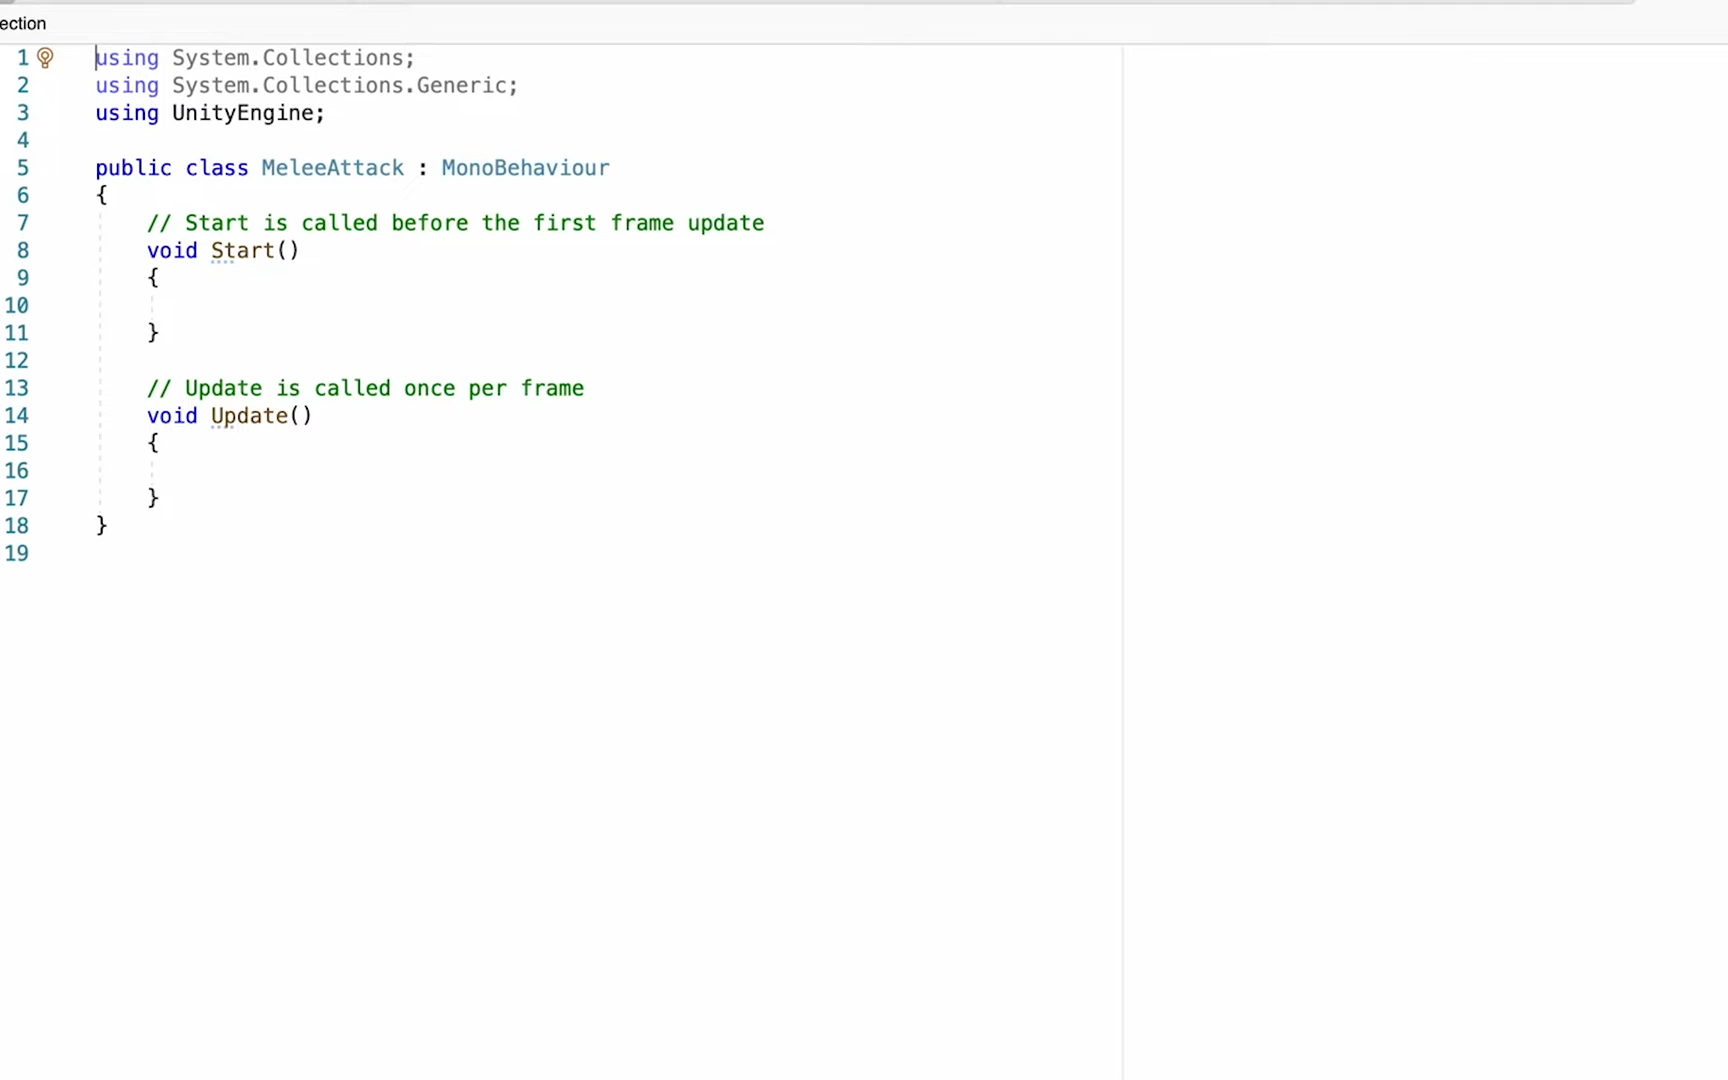 ection
1 using System.Collections;
2 using System.Collections.Generic;
3 using UnityEngine;
4
5 public class MeleeAttack : MonoBehaviour
6 {
7 // Start is called before the first frame update
8 void Start()
9 {
10
11 }
12
13 // Update is called once per frame
14 void Update()
15 {
16
17 }
18 }
19